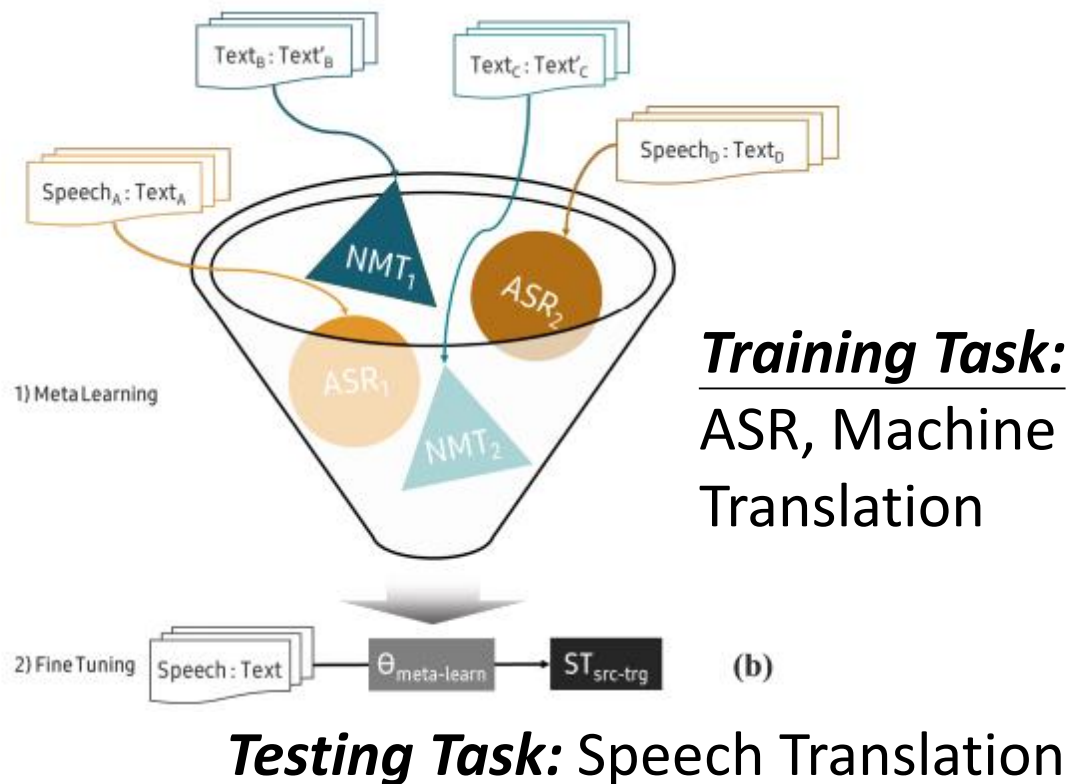 Text_B : Text'_B
Text_C : Text'_C
Speech_D : Text_D
Speech_A : Text_A
NMT_1
ASR_2
ASR_1
NMT_2
1) Meta Learning
Training Task:
ASR, Machine
Translation
2) Fine Tuning
Speech : Text
Θ_meta-learn
ST_src-trg
(b)
Testing Task: Speech Translation